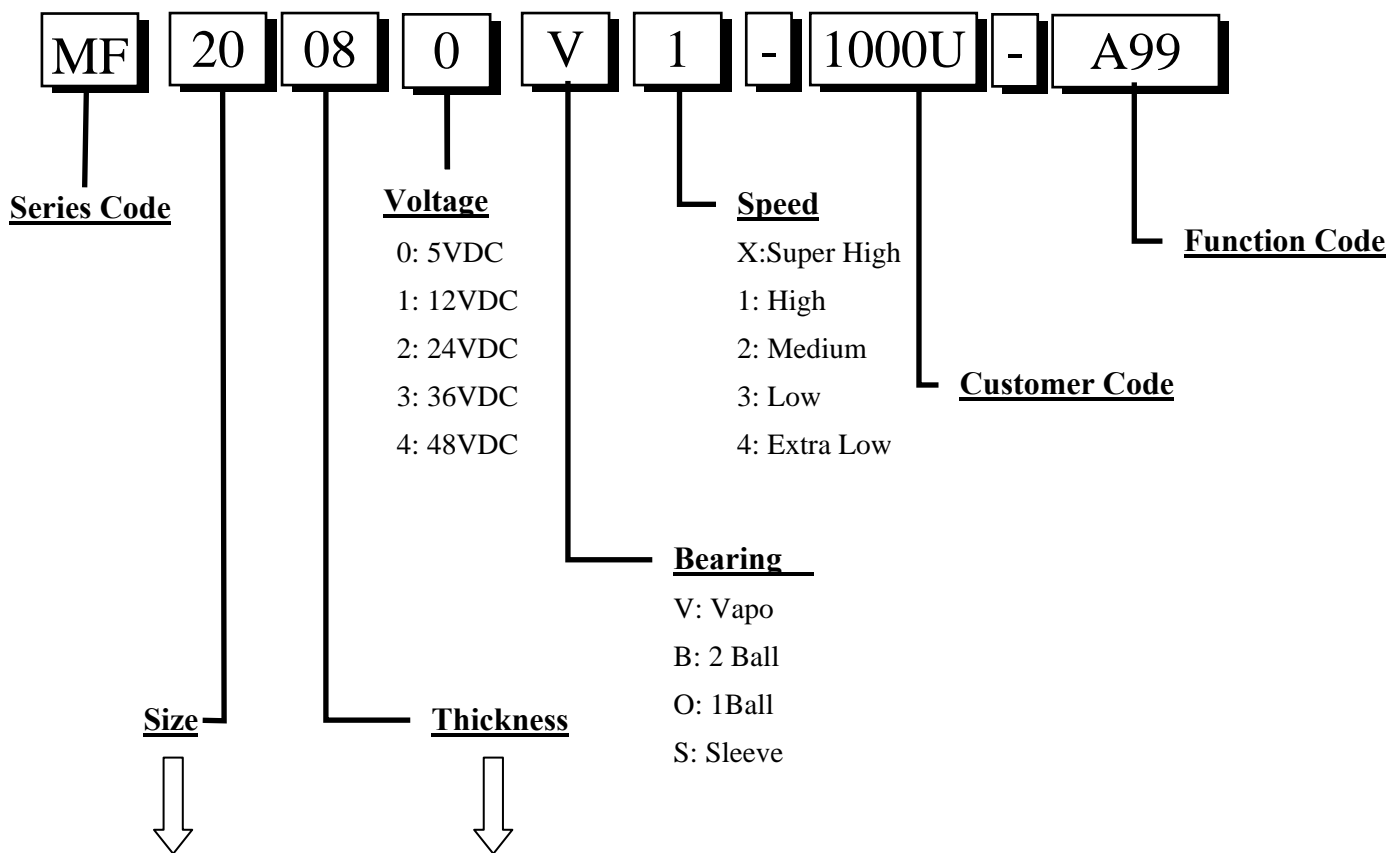 MF 20 08 0 V 1 - 1000U - A99
Series Code
Voltage
0: 5VDC
1: 12VDC
2: 24VDC
3: 36VDC
4: 48VDC
Speed
X:Super High
1: High
2: Medium
3: Low
4: Extra Low
Function Code
Customer Code
Bearing
V: Vapo
B: 2 Ball
O: 1Ball
S: Sleeve
Size
Thickness